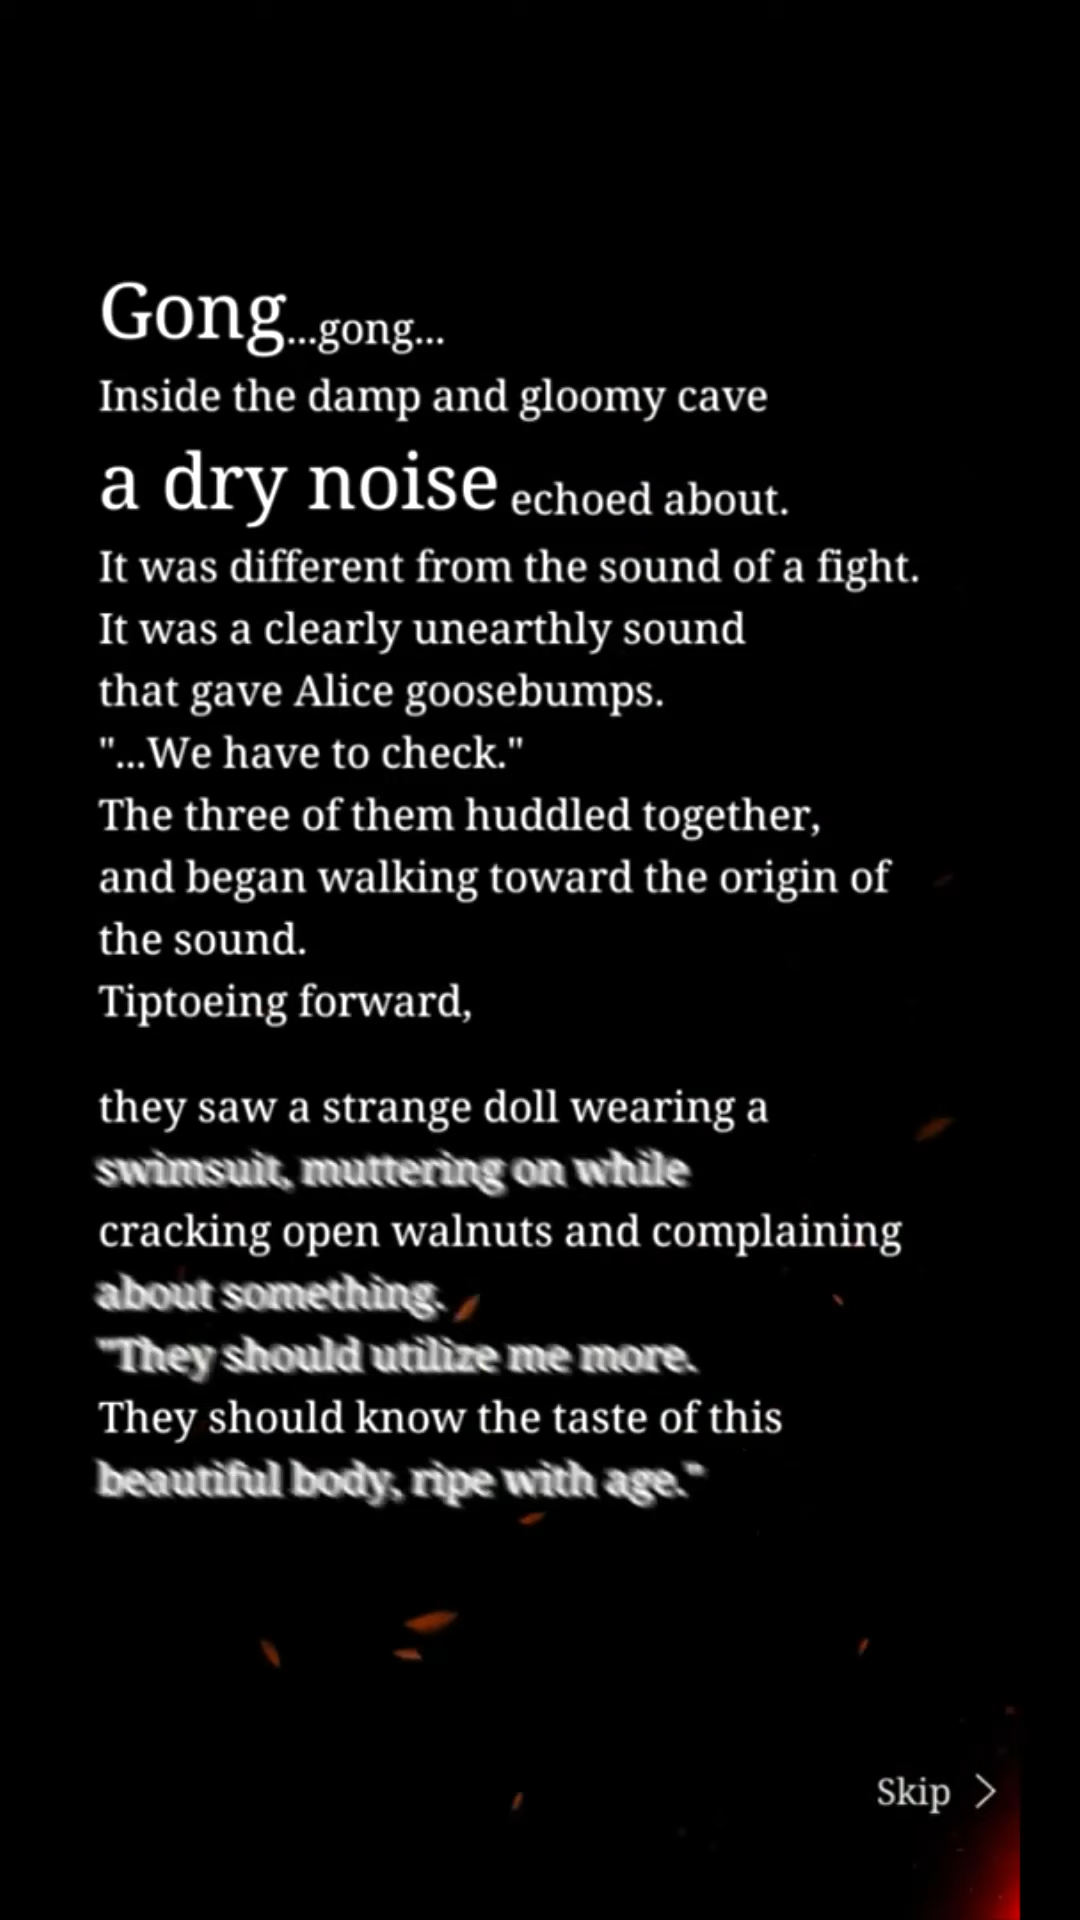 Gong...gong...
Inside the damp and gloomy cave
a dry noise echoed about.
It was different from the sound of a fight.
It was a clearly unearthly sound
that gave Alice goosebumps.
"...We have to check."
The three of them huddled together,
and began walking toward the origin of
the sound.
Tiptoeing forward,
they saw a strange doll wearing a
swimsuit, muttering on while
cracking open walnuts and complaining
about something.
"They should utilize me more.
They should know the taste of this
beautiful body, ripe with age."
Skip